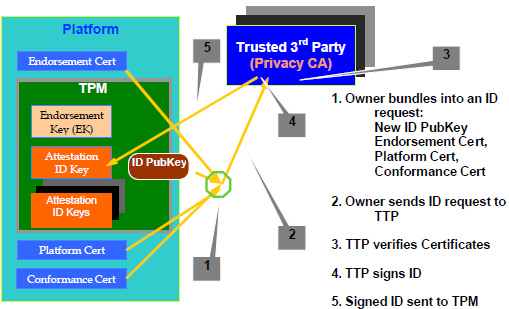 Platform
Endorsement Cert
TPM
Endorsement
Key (EK)
Attestation
ID Key
Attestation
ID Keys
Platform Cert
Conformance Cert
ID PubKey
Trusted 3rd Party
(Privacy CA)
5
3
4
2
1
1. Owner bundles into an ID
request:
New ID PubKey
Endorsement Cert,
Platform Cert,
Conformance Cert
2. Owner sends ID request to
TTP
3. TTP verifies Certificates
4. TTP signs ID
5. Signed ID sent to TPM